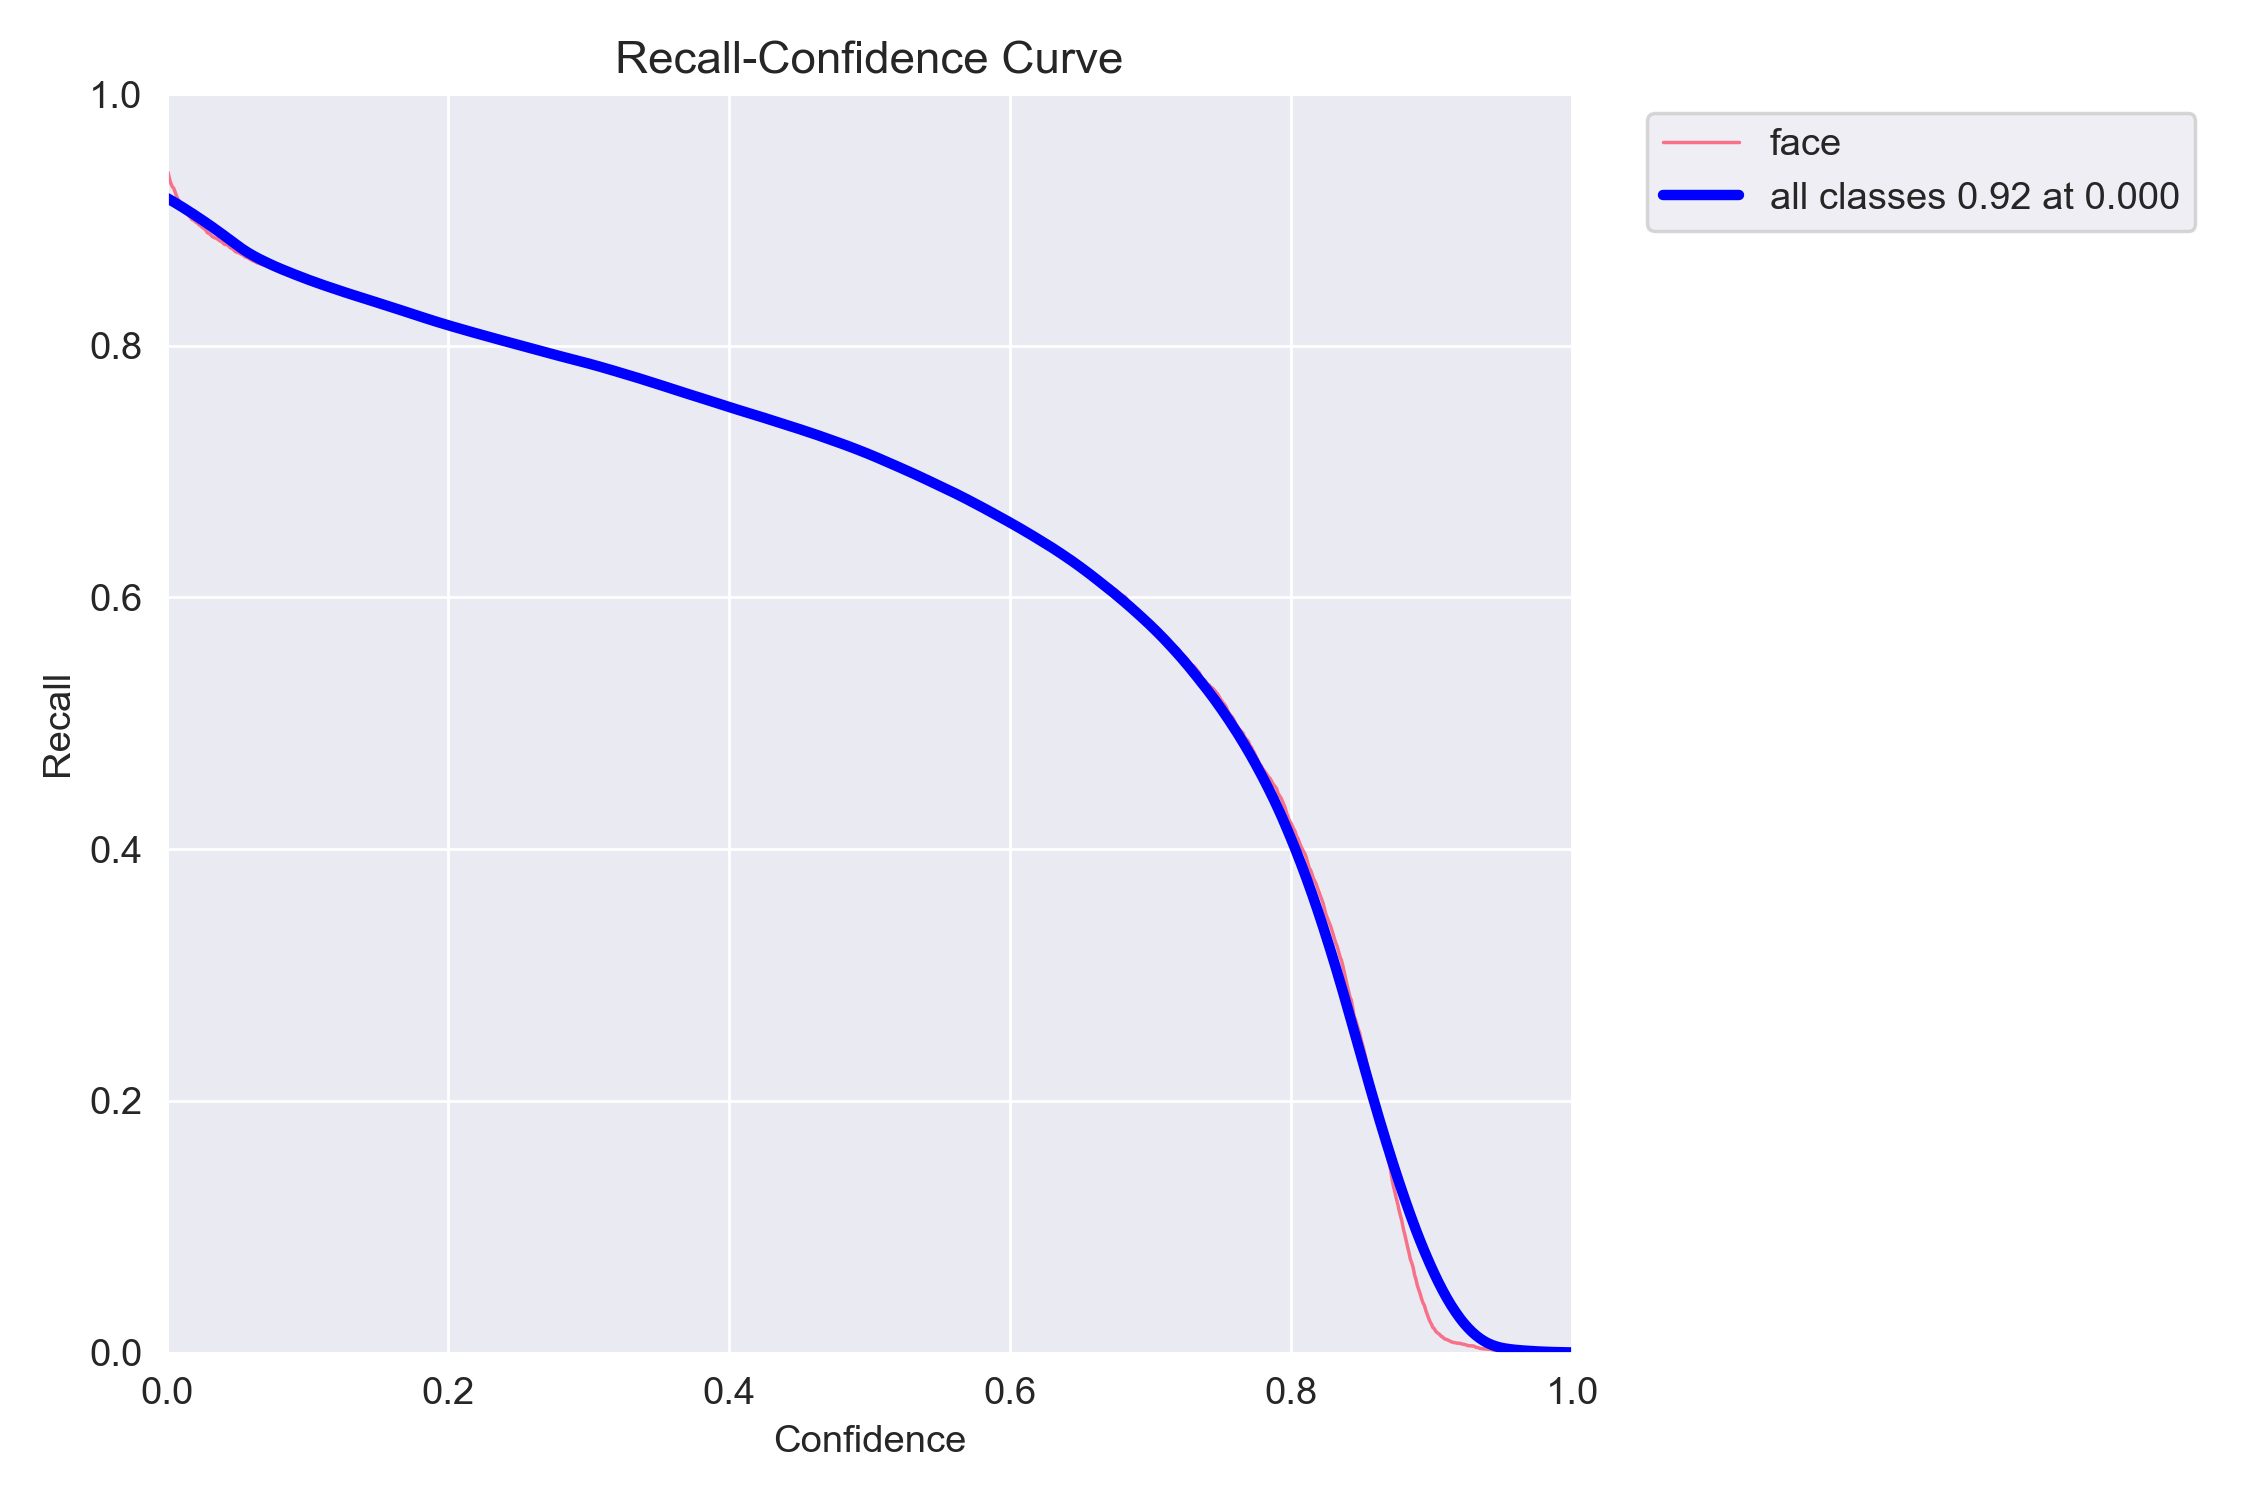 Recall-Confidence Curve
1.0
0.8
0.6
0.4
0.2
0.0
Recall
0.0 0.2 0.4 0.6 0.8 1.0
Confidence
face
all classes 0.92 at 0.000